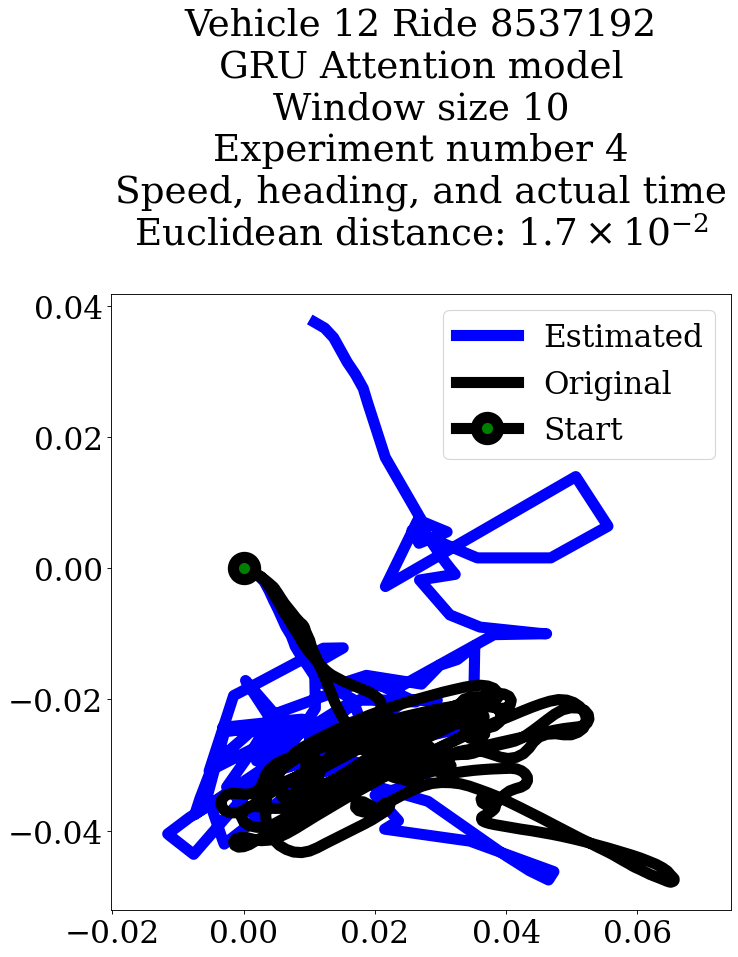 Vehicle 12 Ride 8537192
GRU Attention model
Window size 10
Experiment number 4
Speed, heading, and actual time
Euclidean distance: 1.7 × 10⁻²
0.04
0.02
0.00
−0.02
−0.04
Estimated
Original
Start
−0.02 0.00 0.02 0.04 0.06